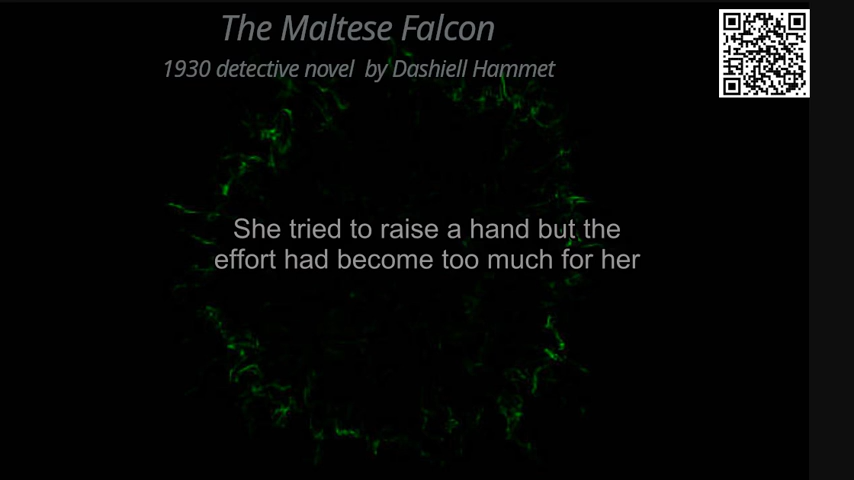 The Maltese Falcon
1930 detective novel by Dashiell Hammet
She tried to raise a hand but the
effort had become too much for her